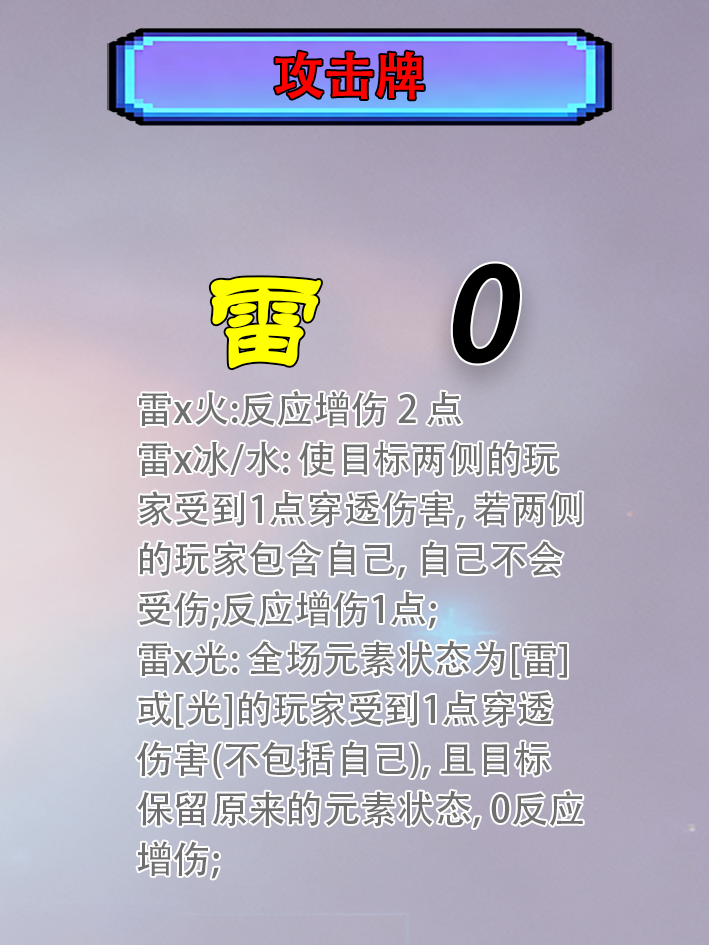 攻击牌
雷 0
雷x火:反应增伤 2 点
雷x冰/水: 使目标两侧的玩
家受到1点穿透伤害, 若两侧
的玩家包含自己, 自己不会
受伤;反应增伤1点;
雷x光: 全场元素状态为[雷]
或[光]的玩家受到1点穿透
伤害(不包括自己), 且目标
保留原来的元素状态, 0反应
增伤;